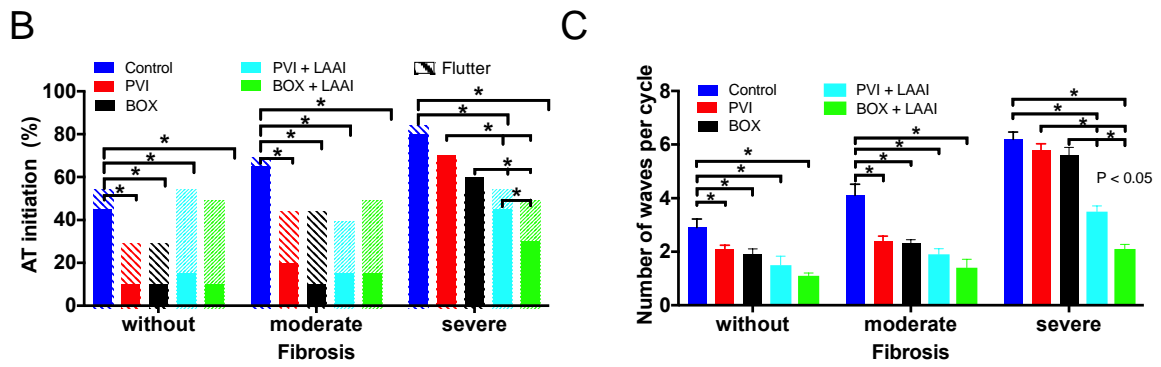 B
Control
PVI
BOX
PVI + LAAI
BOX + LAAI
Flutter
AT initiation (%)
100
80
60
40
20
0
* * * *
* * * *
* * * * *
without
moderate
severe
Fibrosis
C
Control
PVI
BOX
PVI + LAAI
BOX + LAAI
Number of waves per cycle
8
6
4
2
0
* * * *
* * * *
* * * * *
P < 0.05
without
moderate
severe
Fibrosis